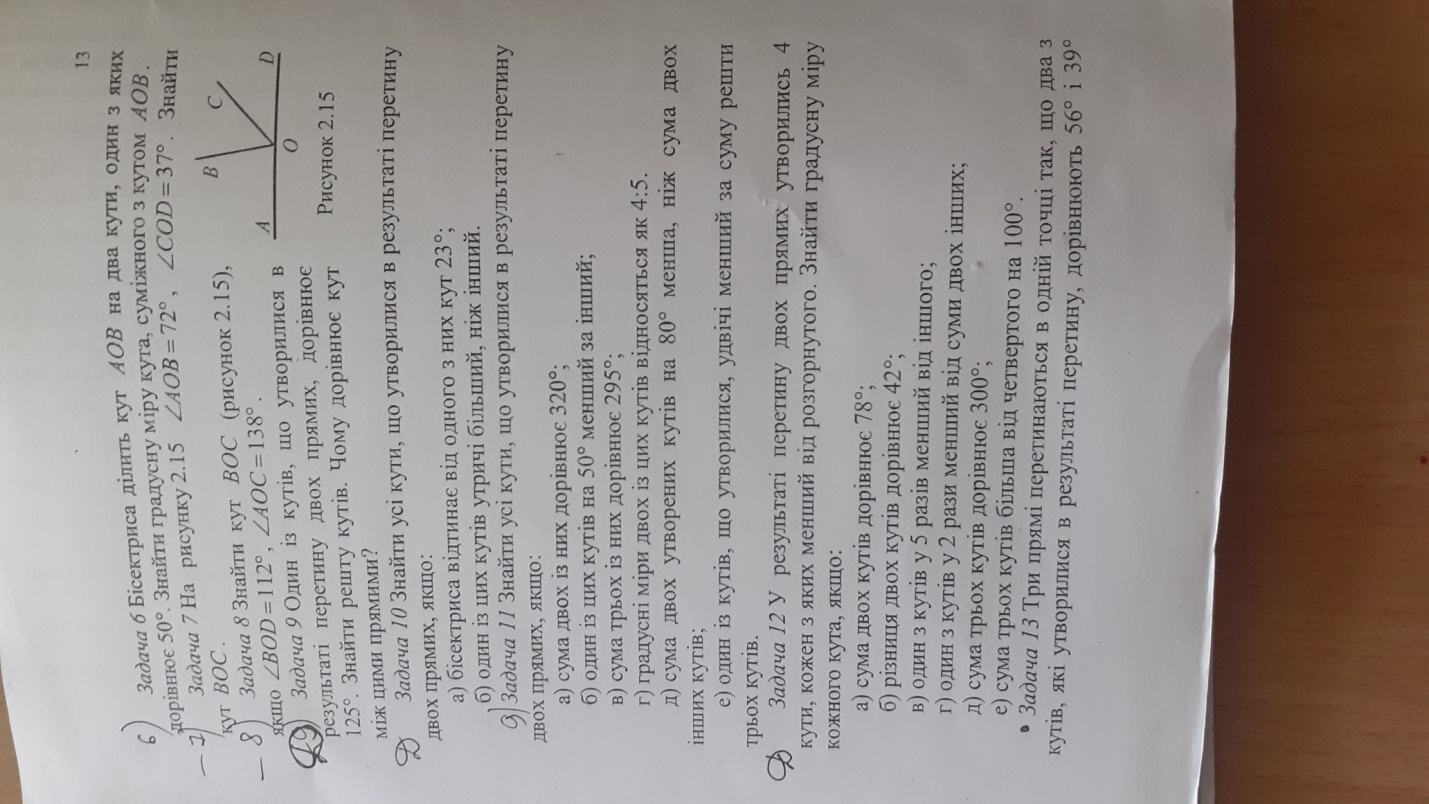 13
6) Задача 6 Бісектриса ділить кут AOB на два кути, один з яких
дорівнює 50°. Знайти градусну міру кута, суміжного з кутом AOB.
– 7) Задача 7 На рисунку 2.15 ∠AOB=72°, ∠COD=37°. Знайти
кут BOC.
– 8) Задача 8 Знайти кут BOC (рисунок 2.15),
якщо ∠BOD=112°, ∠AOC=138°.
B
C
A
O
D
Рисунок 2.15
Задача 9 Один із кутів, що утворилися в
результаті перетину двох прямих, дорівнює
125°. Знайти решту кутів. Чому дорівнює кут
між цими прямими?
Задача 10 Знайти усі кути, що утворилися в результаті перетину
двох прямих, якщо:
а) бісектриса відтинає від одного з них кут 23°;
б) один із цих кутів утричі більший, ніж інший.
9) Задача 11 Знайти усі кути, що утворилися в результаті перетину
двох прямих, якщо:
а) сума двох із них дорівнює 320°;
б) один із цих кутів на 50° менший за інший;
в) сума трьох із них дорівнює 295°;
г) градусні міри двох із цих кутів відносяться як 4:5.
д) сума двох утворених кутів на 80° менша, ніж сума двох
інших кутів;
е) один із кутів, що утворилися, удвічі менший за суму решти
трьох кутів.
Задача 12 У результаті перетину двох прямих утворились 4
кути, кожен з яких менший від розгорнутого. Знайти градусну міру
кожного кута, якщо:
а) сума двох кутів дорівнює 78°;
б) різниця двох кутів дорівнює 42°;
в) один з кутів у 5 разів менший від іншого;
г) один з кутів у 2 рази менший від суми двох інших;
д) сума трьох кутів дорівнює 300°;
е) сума трьох кутів більша від четвертого на 100°.
• Задача 13 Три прямі перетинаються в одній точці так, що два з
кутів, які утворилися в результаті перетину, дорівнюють 56° і 39°